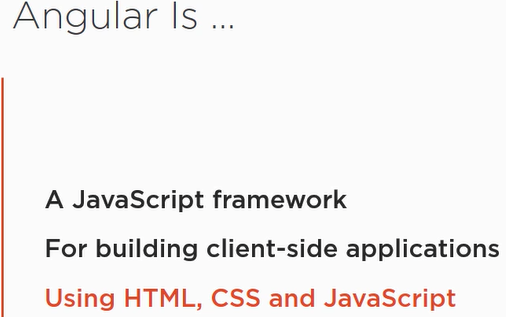 Angular Is ...
A JavaScript framework
For building client-side applications
Using HTML, CSS and JavaScript